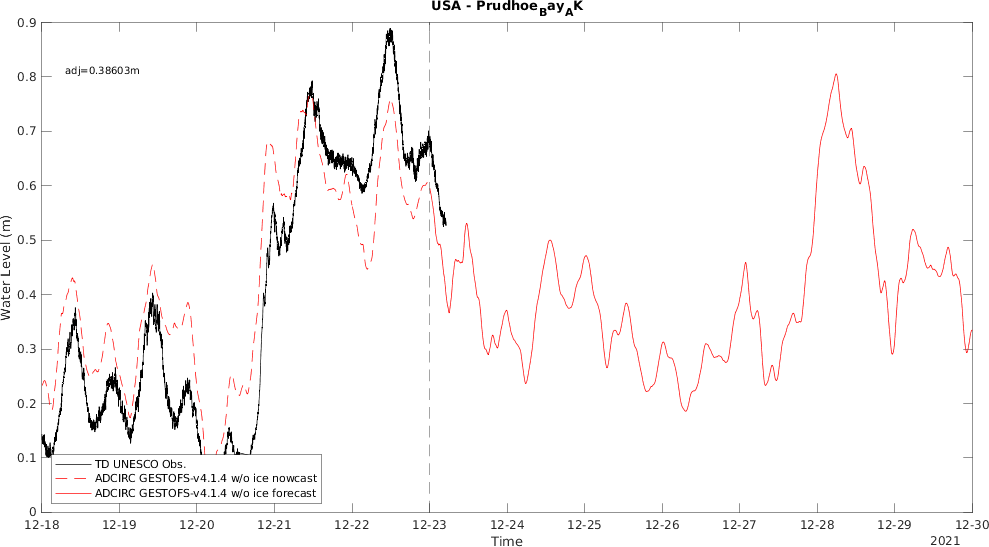 USA - PrudhoeBayAK
adj=0.38603m
Water Level (m)
0.9
0.8
0.7
0.6
0.5
0.4
0.3
0.2
0.1
0
TD UNESCO Obs.
ADCIRC GESTOFS-v4.1.4 w/o ice nowcast
ADCIRC GESTOFS-v4.1.4 w/o ice forecast
12-18 12-19 12-20 12-21 12-22 12-23 12-24 12-25 12-26 12-27 12-28 12-29 12-30
Time
2021